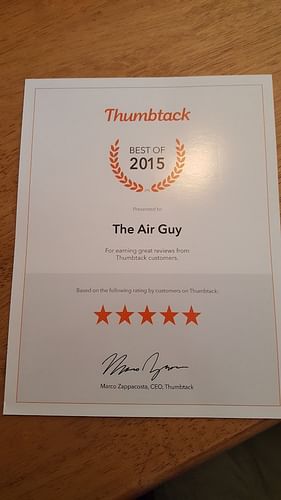 Thumbtack
BEST OF
2015
Presented to
The Air Guy
For earning great reviews from
Thumbtack customers.
Based on the following rating by customers on Thumbtack:
Marco Zappacosta, CEO, Thumbtack